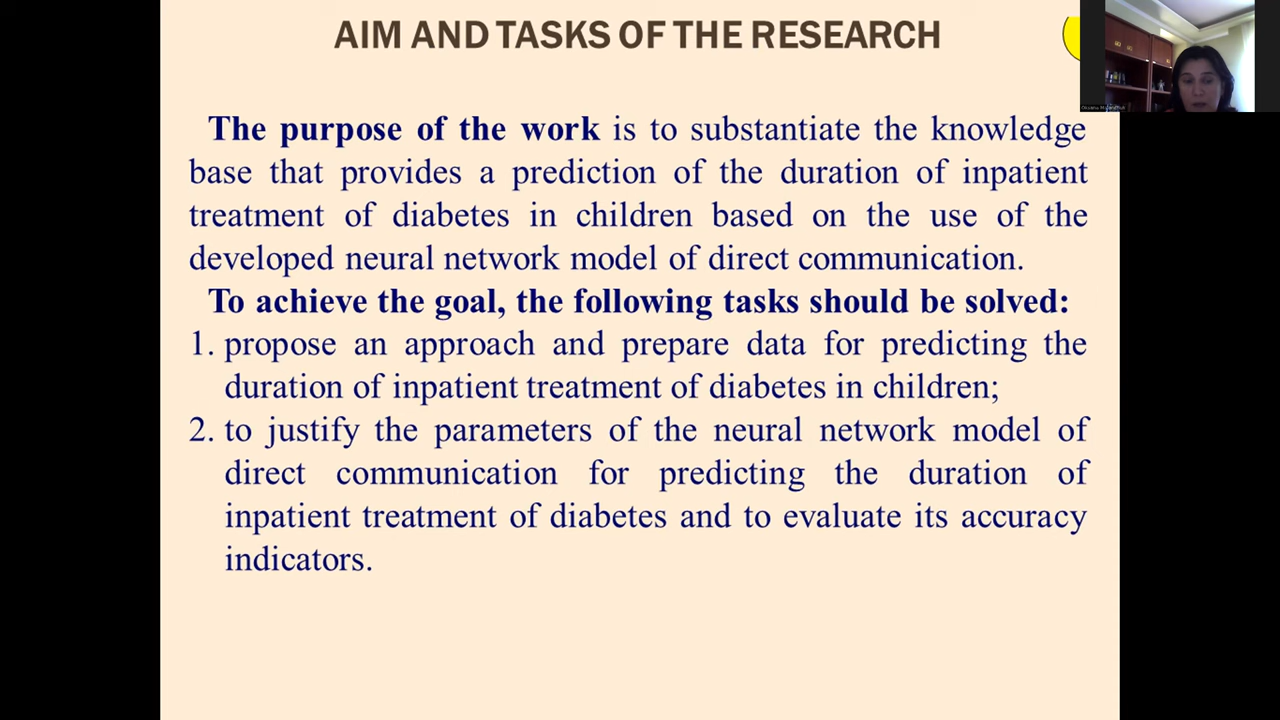 AIM AND TASKS OF THE RESEARCH
The purpose of the work is to substantiate the knowledge
base that provides a prediction of the duration of inpatient
treatment of diabetes in children based on the use of the
developed neural network model of direct communication.
To achieve the goal, the following tasks should be solved:
1. propose an approach and prepare data for predicting the
duration of inpatient treatment of diabetes in children;
2. to justify the parameters of the neural network model of
direct communication for predicting the duration of
inpatient treatment of diabetes and to evaluate its accuracy
indicators.